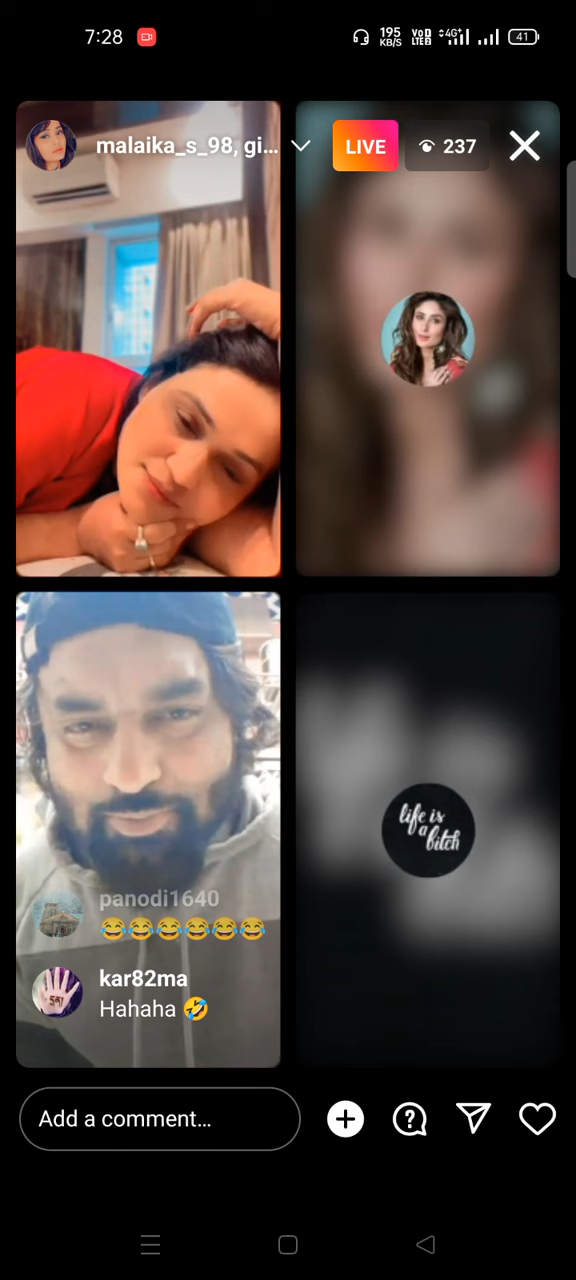 7:28
195
KB/S
VoD
LTE2
4G+
41
malaika_s_98, gi...
LIVE
237
life is
a
bitch
panodi1640
😂😂😂😂😂😂
kar82ma
Hahaha 🤣
Add a comment...